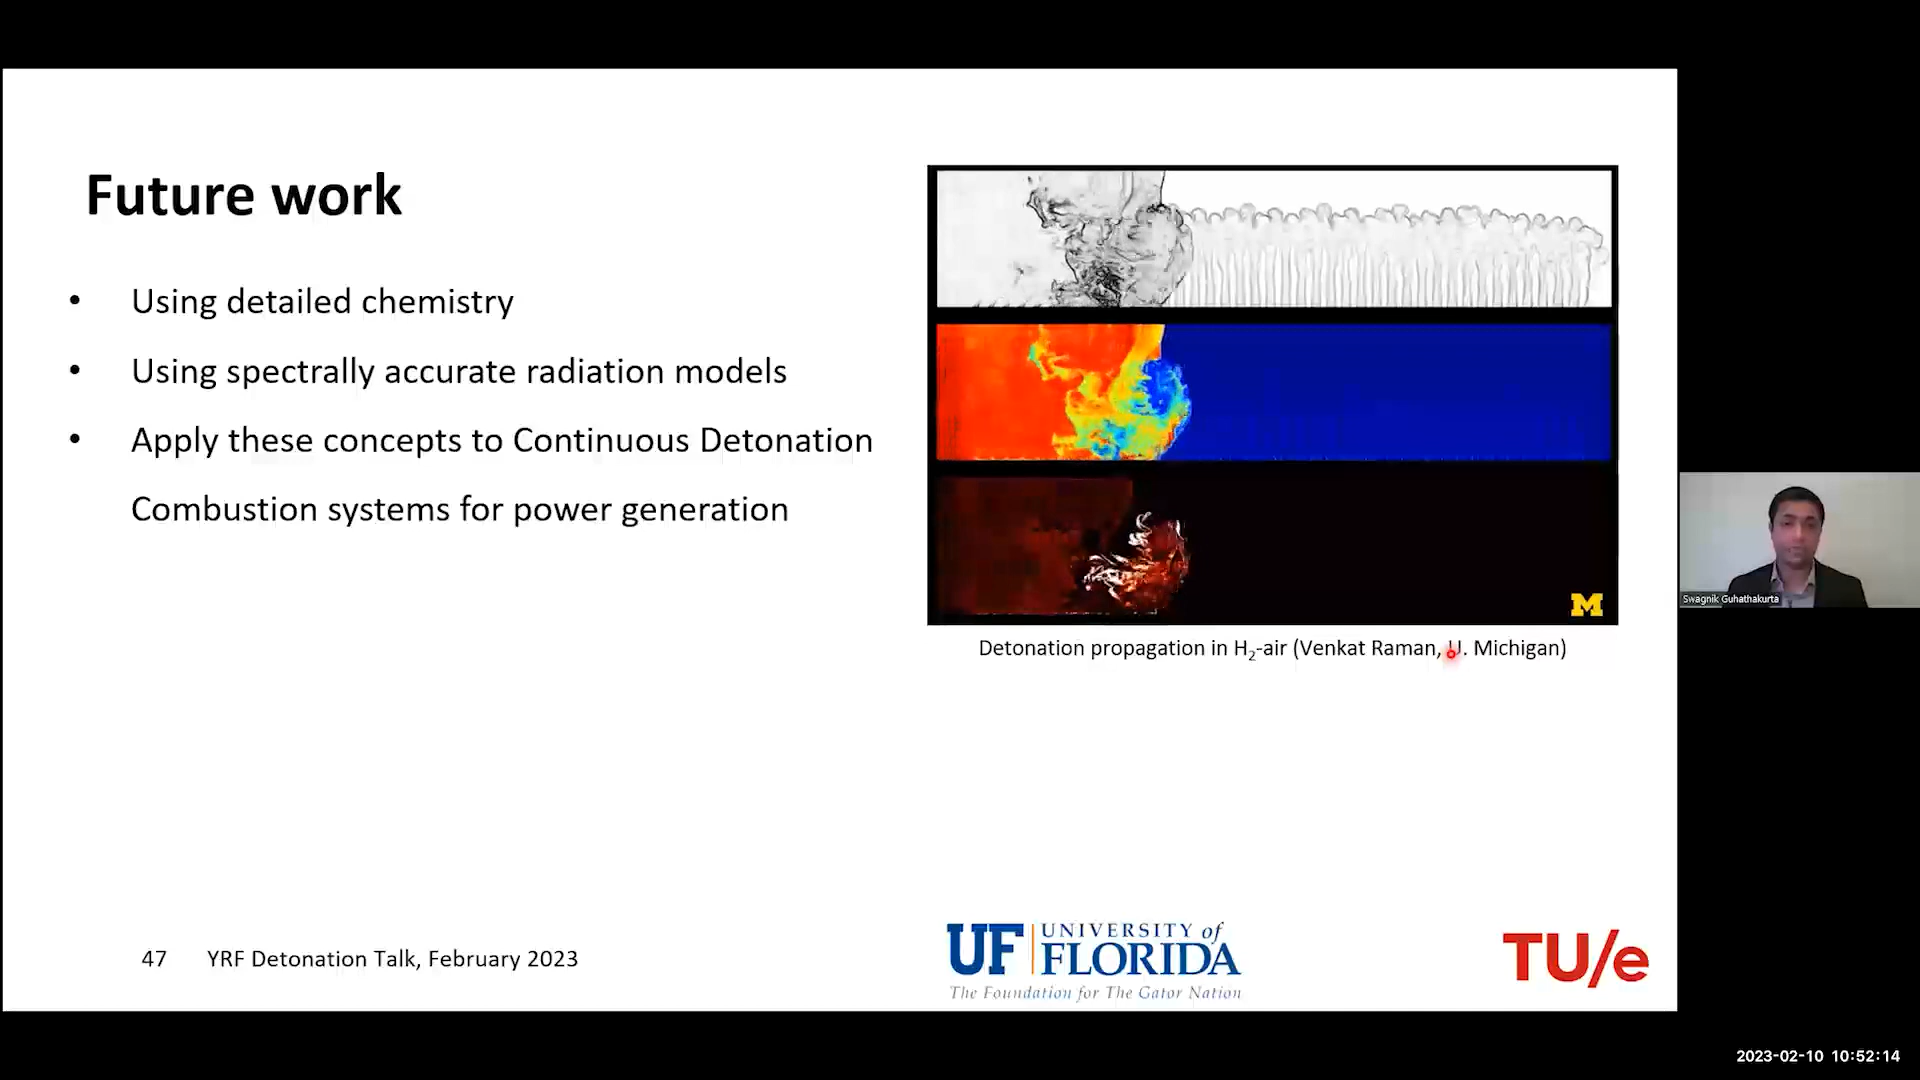 Future work
• Using detailed chemistry
• Using spectrally accurate radiation models
• Apply these concepts to Continuous Detonation
Combustion systems for power generation
M
Detonation propagation in H₂-air (Venkat Raman, U. Michigan)
Swagnik Guhathakurta
47 YRF Detonation Talk, February 2023
UF UNIVERSITY of FLORIDA
The Foundation for The Gator Nation
TU/e
2023-02-10 10:52:14